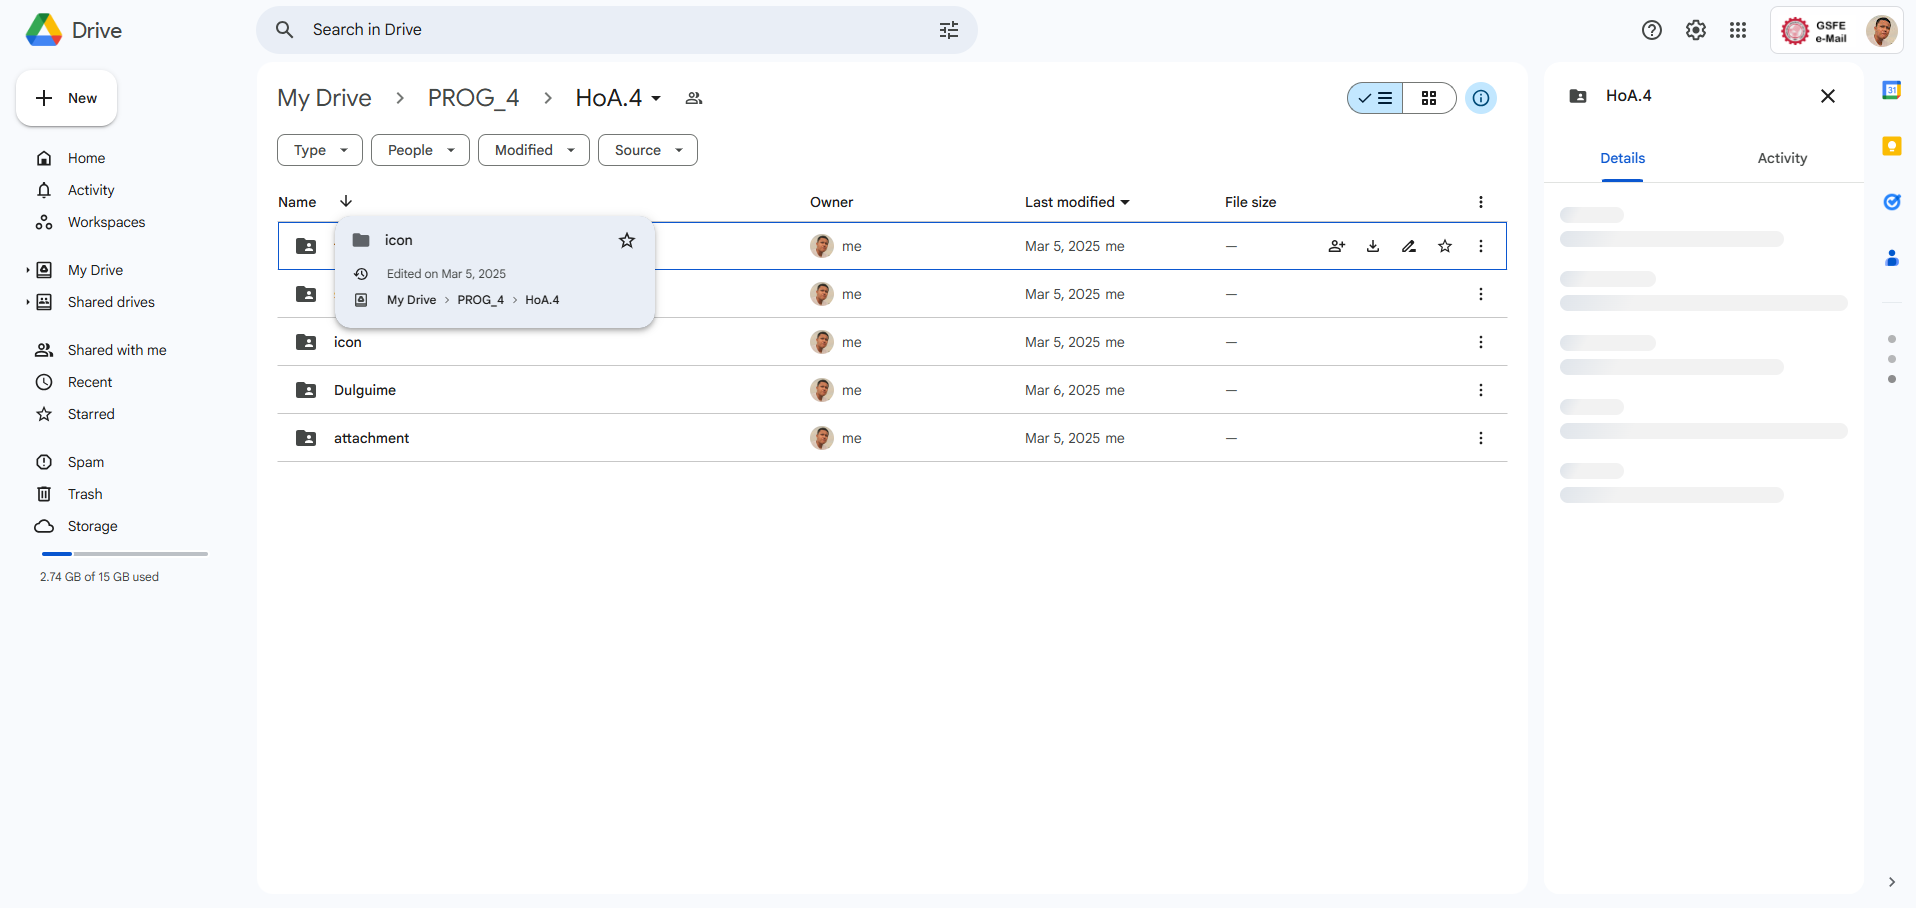 Drive
Search in Drive
GSFE
e-Mail
New
Home
Activity
Workspaces
My Drive
Shared drives
Shared with me
Recent
Starred
Spam
Trash
Storage
2.74 GB of 15 GB used
My Drive > PROG_4 > HoA.4
Type People Modified Source
Name Owner Last modified File size
me Mar 5, 2025 me —
icon
Edited on Mar 5, 2025
My Drive > PROG_4 > HoA.4
me Mar 5, 2025 me —
icon me Mar 5, 2025 me —
Dulguime me Mar 6, 2025 me —
attachment me Mar 5, 2025 me —
HoA.4
Details Activity
31